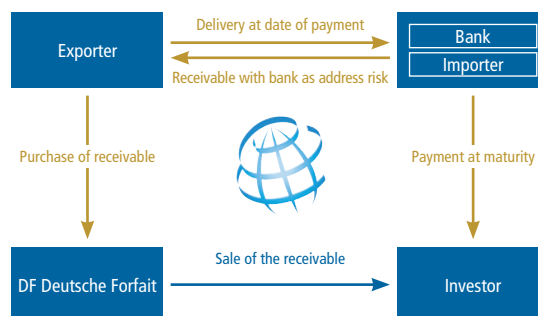 Delivery at date of payment
Exporter
Bank
Importer
Receivable with bank as address risk
Purchase of receivable
Payment at maturity
Sale of the receivable
DF Deutsche Forfait
Investor